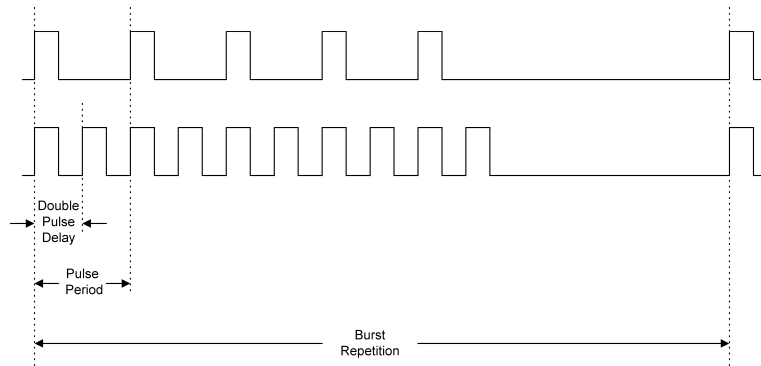 Double
Pulse
Delay
Pulse
Period
Burst
Repetition